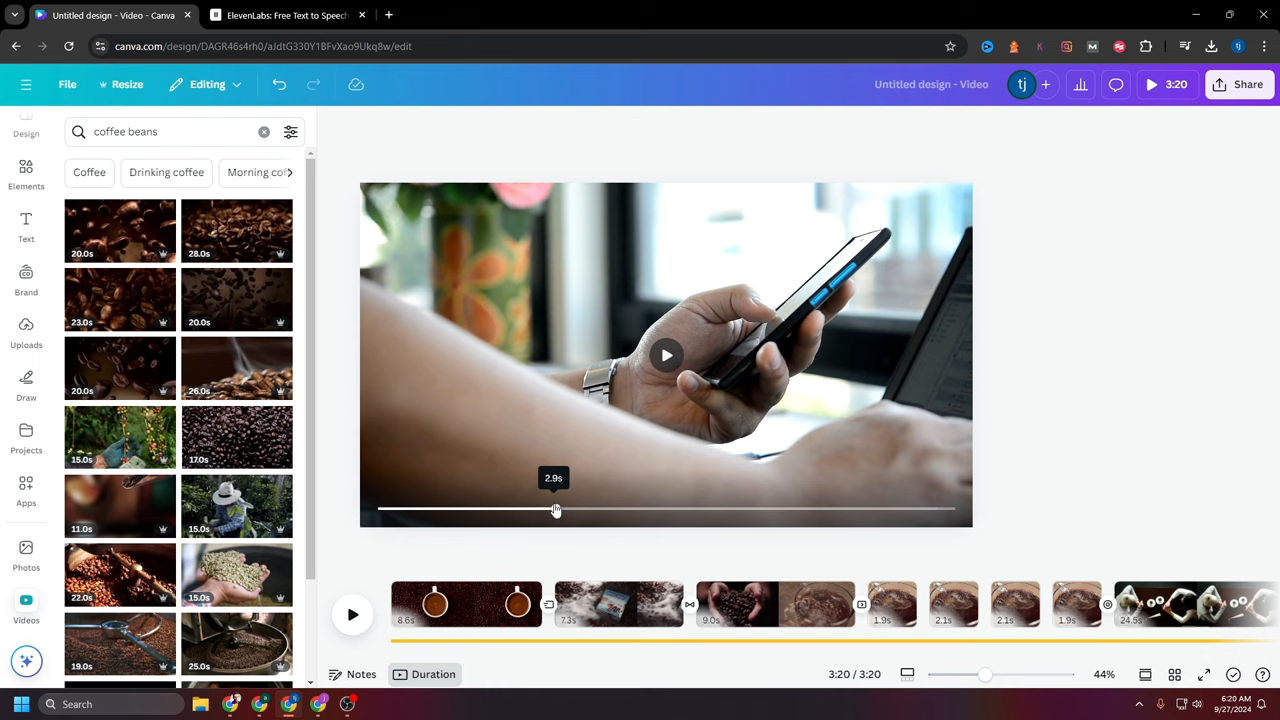 Untitled design - Video - Canva
ElevenLabs: Free Text to Speech
canva.com/design/DAGR46s4rh0/aJdtG330Y1BFvXao9Ukq8w/edit
File
Resize
Editing
Untitled design - Video
tj
3:20
Share
Design
Elements
Text
Brand
Uploads
Draw
Projects
Apps
Photos
Videos
coffee beans
Coffee
Drinking coffee
Morning cof
20.0s
28.0s
23.0s
20.0s
20.0s
26.0s
15.0s
17.0s
11.0s
15.0s
22.0s
15.0s
19.0s
25.0s
2.9s
8.6s
7.3s
9.0s
1.9s
2.1s
2.1s
1.9s
24.5s
Notes
Duration
3:20 / 3:20
44%
Search
6:20 AM
9/27/2024